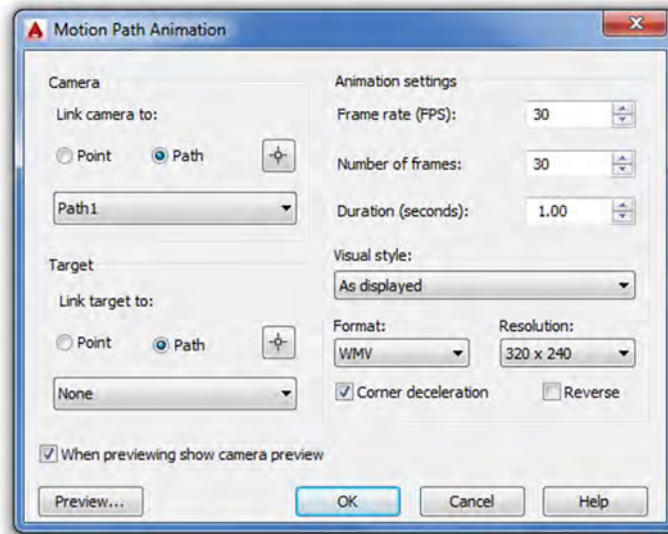 Motion Path Animation
Camera
Link camera to:
Point Path
Path1
Target
Link target to:
Point Path
None
Animation settings
Frame rate (FPS): 30
Number of frames: 30
Duration (seconds): 1.00
Visual style:
As displayed
Format: Resolution:
WMV 320 x 240
Corner deceleration Reverse
When previewing show camera preview
Preview... OK Cancel Help